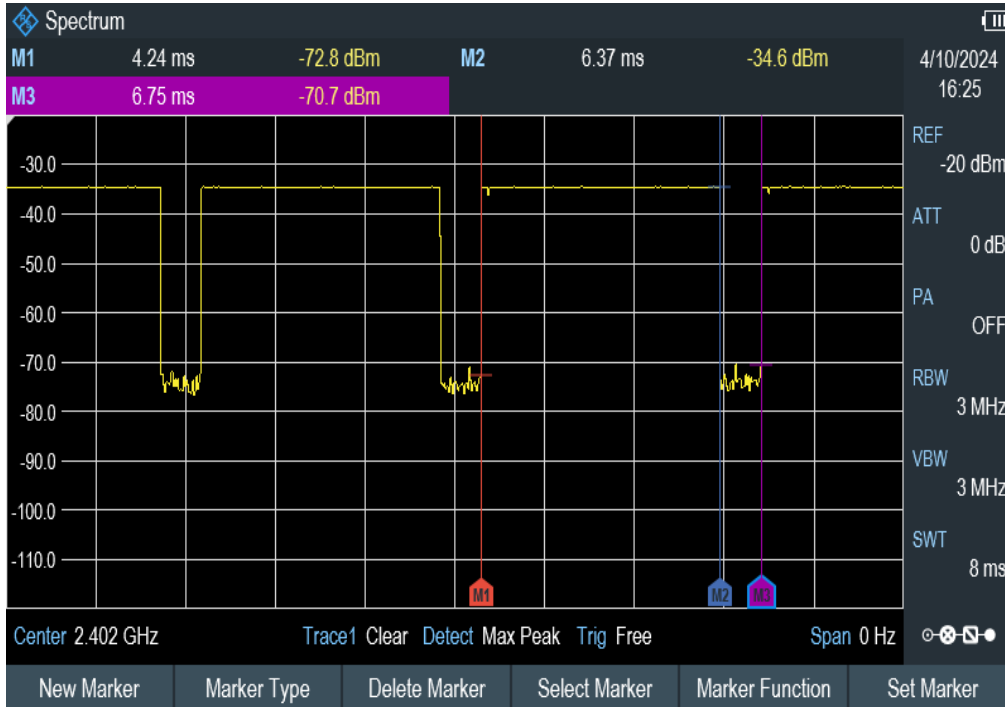 Spectrum
M1 4.24 ms -72.8 dBm M2 6.37 ms -34.6 dBm
M3 6.75 ms -70.7 dBm
4/10/2024
16:25
-30.0
-40.0
-50.0
-60.0
-70.0
-80.0
-90.0
-100.0
-110.0
M1 M2 M3
REF
-20 dBm
ATT
0 dB
PA
OFF
RBW
3 MHz
VBW
3 MHz
SWT
8 ms
Center 2.402 GHz Trace1 Clear Detect Max Peak Trig Free Span 0 Hz
New Marker Marker Type Delete Marker Select Marker Marker Function Set Marker